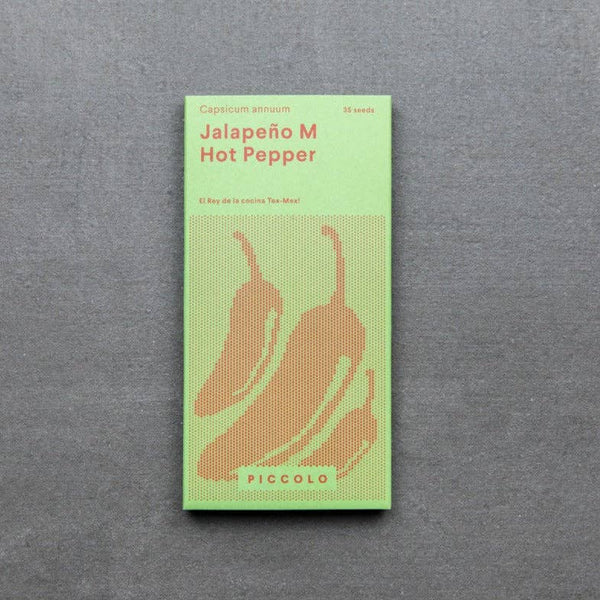 Capsicum annuum 35 seeds
Jalapeño M
Hot Pepper
El Rey de la cocina Tex-Mex!
PICCOLO